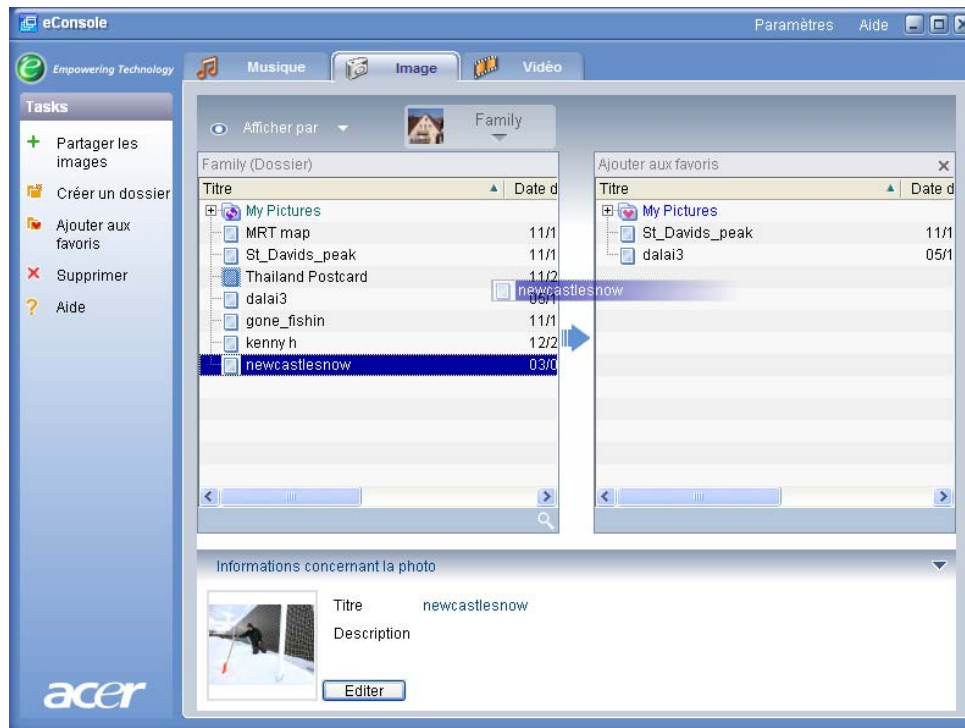 eConsole
Paramètres Aide
Empowering Technology
Musique Image Vidéo
Tasks
Partager les
images
Créer un dossier
Ajouter aux
favoris
Supprimer
Aide
Afficher par
Family
Family (Dossier)
Titre Date d
My Pictures
MRT map 11/1
St_Davids_peak 11/1
Thailand Postcard 11/2
dalai3 05/1
gone_fishin 11/1
kenny h 12/2
newcastlesnow 03/0
newcastlesnow
Ajouter aux favoris
Titre Date d
My Pictures
St_Davids_peak 11/1
dalai3 05/1
Informations concernant la photo
Titre newcastlesnow
Description
Editer
acer